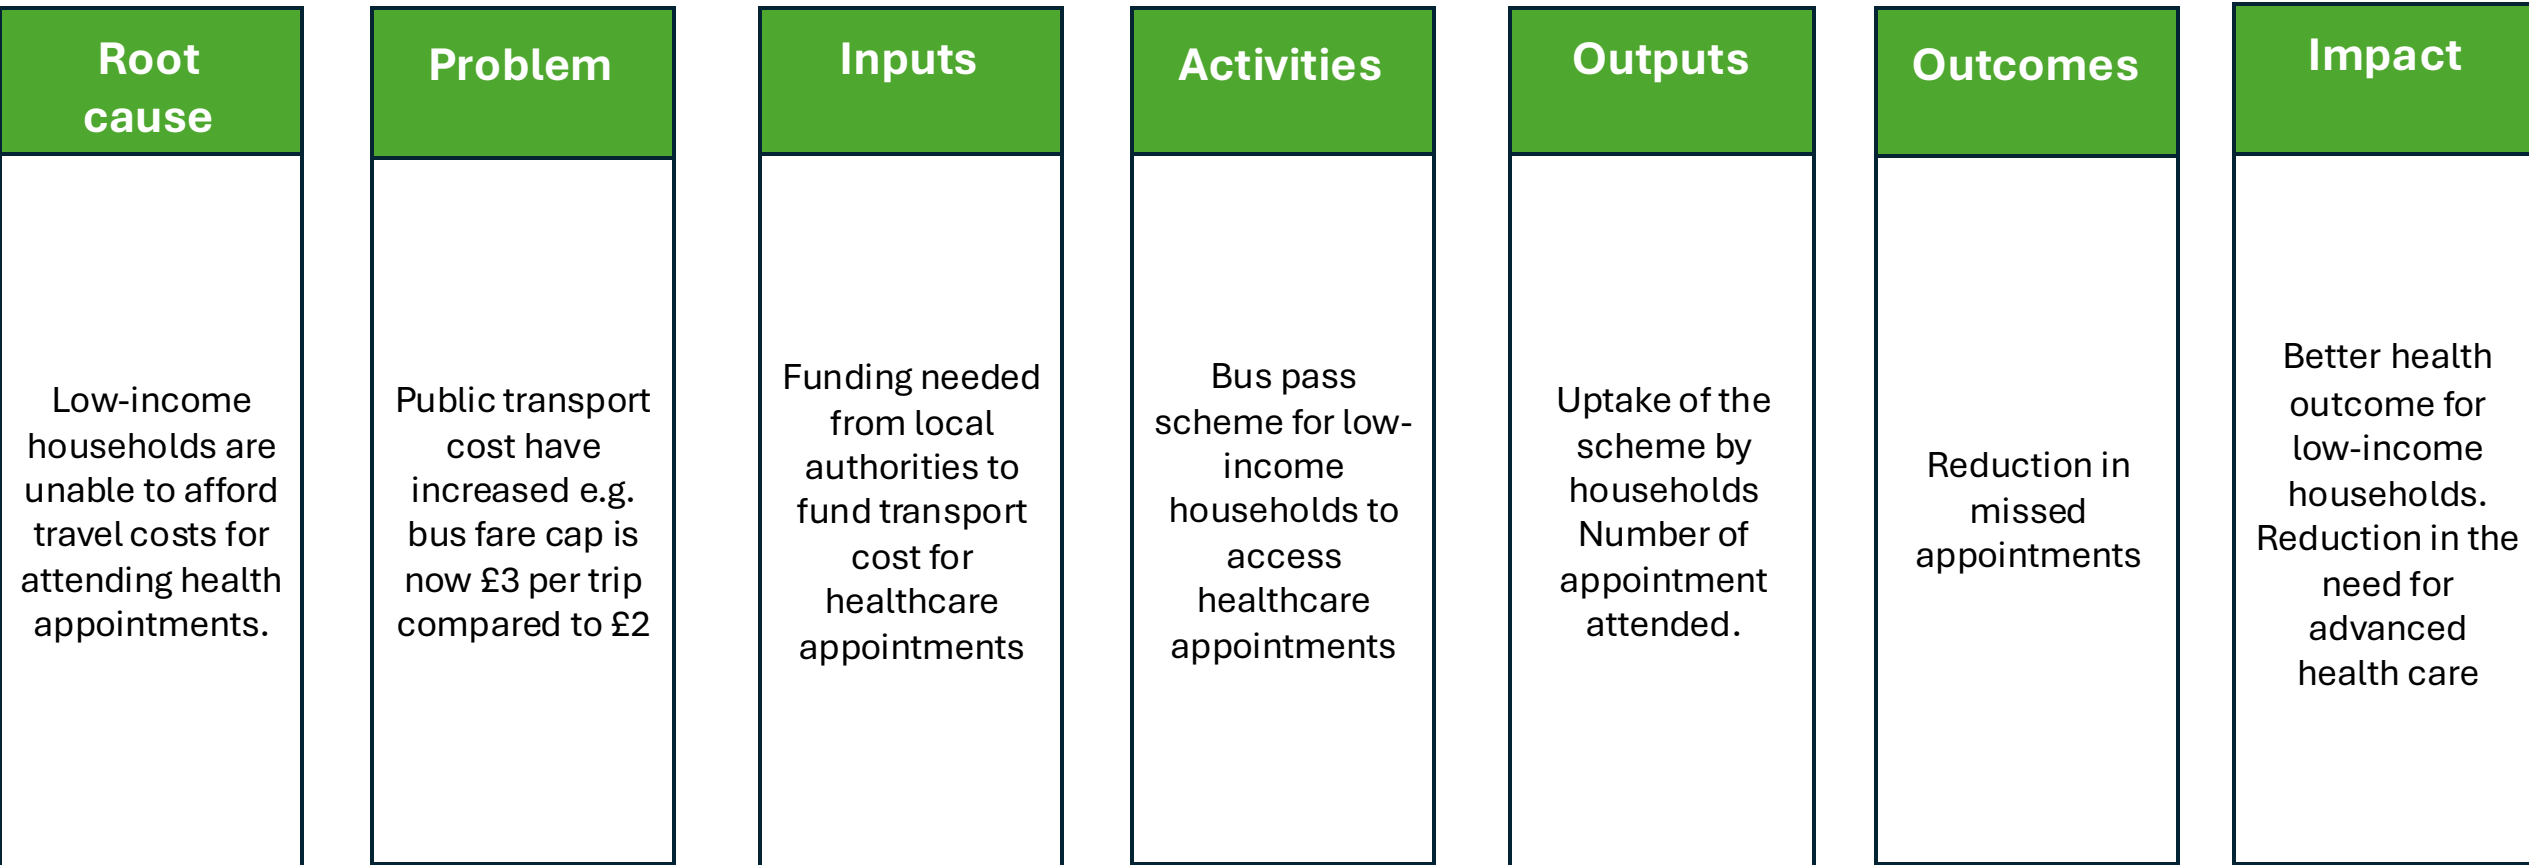 Root
cause
Low-income
households are
unable to afford
travel costs for
attending health
appointments.
Problem
Public transport
cost have
increased e.g.
bus fare cap is
now £3 per trip
compared to £2
Inputs
Funding needed
from local
authorities to
fund transport
cost for
healthcare
appointments
Activities
Bus pass
scheme for low-
income
households to
access
healthcare
appointments
Outputs
Uptake of the
scheme by
households
Number of
appointment
attended.
Outcomes
Reduction in
missed
appointments
Impact
Better health
outcome for
low-income
households.
Reduction in the
need for
advanced
health care